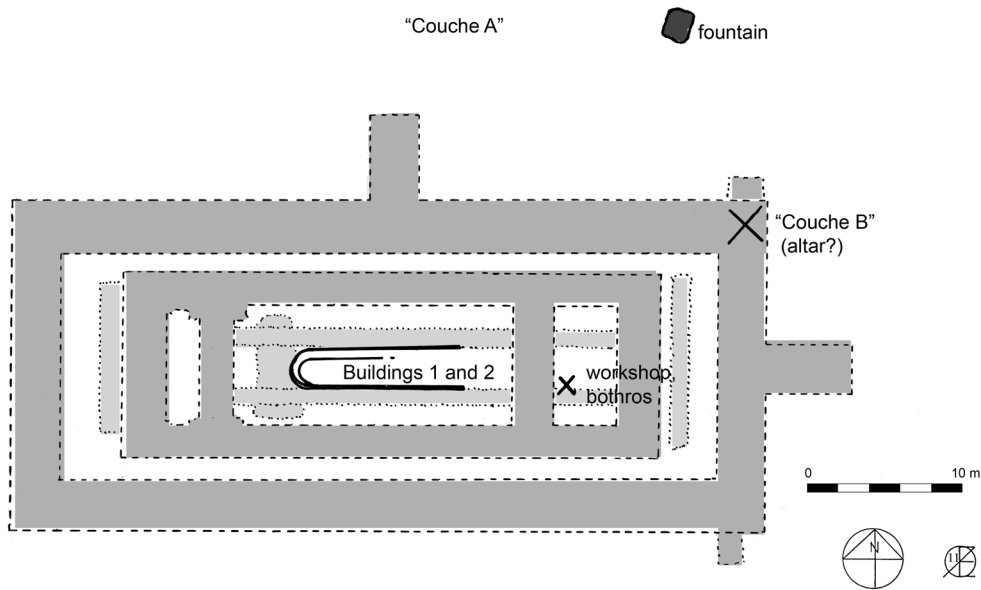 “Couche A”
fountain
“Couche B”
(altar?)
Buildings 1 and 2
workshop,
bothros
0
10 m
N